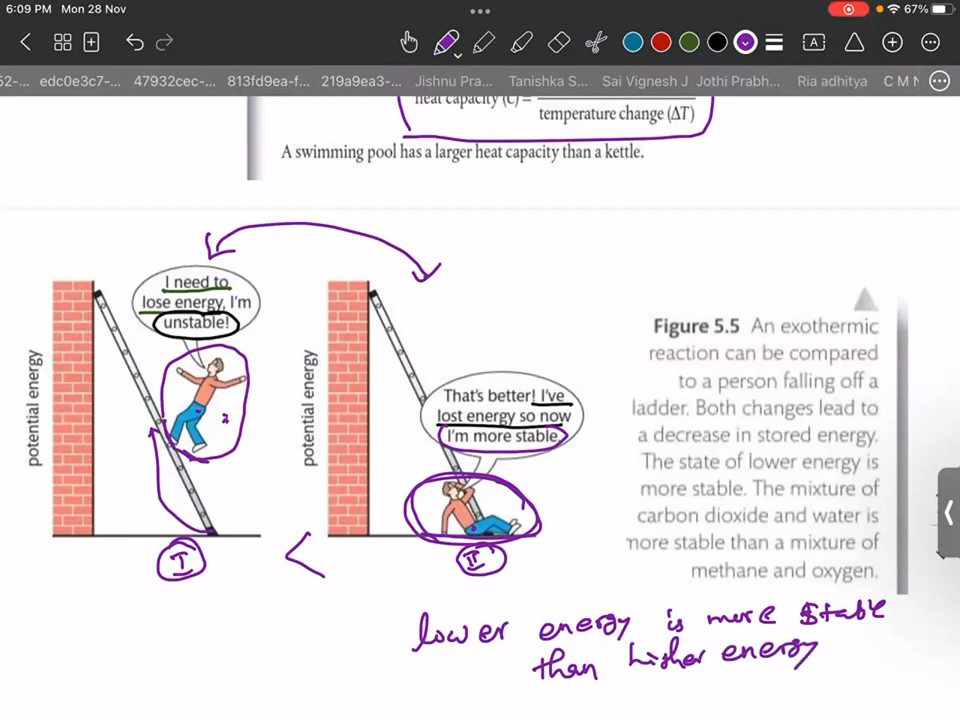 6:09 PM Mon 28 Nov
67%
A
52-... edc0e3c7-... 47932cec-... 813fd9ea-f... 219a9ea3-... Jishnu Pra... Tanishka S... Sai Vignesh J Jothi Prabh... Ria adhitya C M N
heat capacity (C) =
temperature change (ΔT)
A swimming pool has a larger heat capacity than a kettle.
potential energy
I need to
lose energy, I'm
unstable!
2
I
<
potential energy
That's better! I've
lost energy so now
I'm more stable.
II
Figure 5.5 An exothermic
reaction can be compared
to a person falling off a
ladder. Both changes lead to
a decrease in stored energy.
The state of lower energy is
more stable. The mixture of
carbon dioxide and water is
more stable than a mixture of
methane and oxygen.
lower energy is more stable
than higher energy